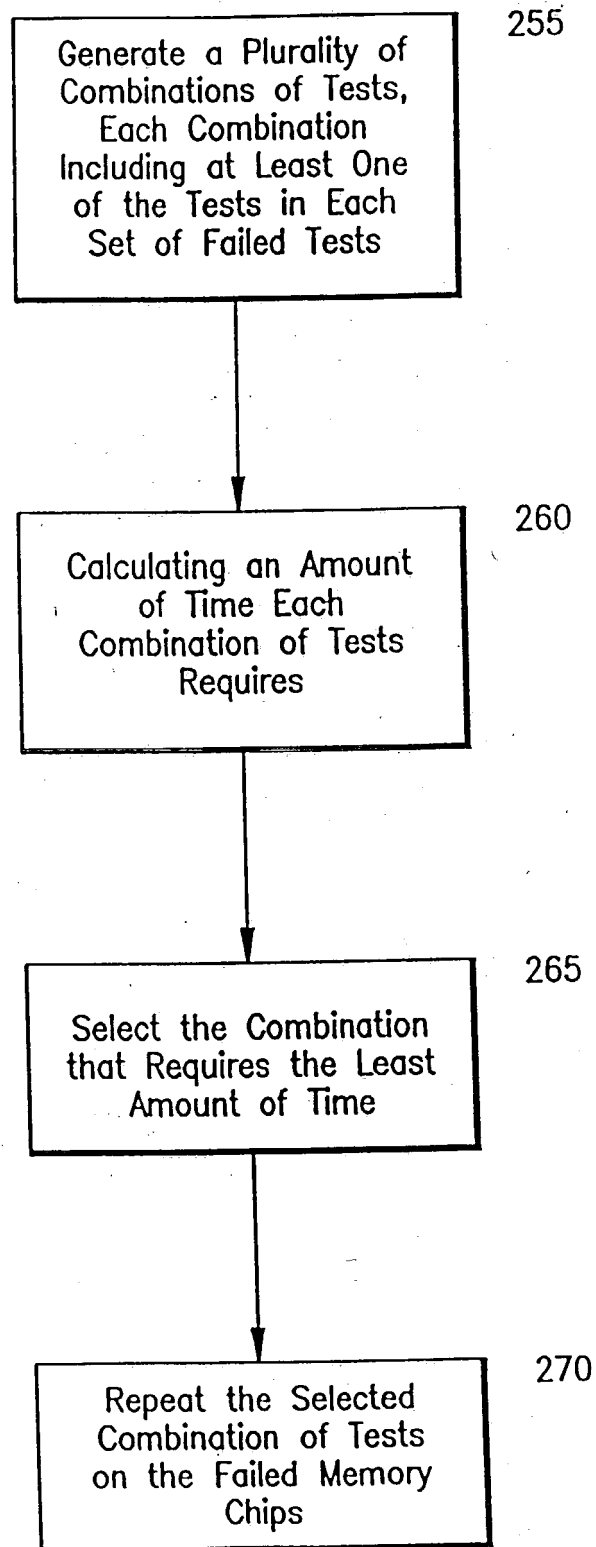 255
Generate a Plurality of
Combinations of Tests,
Each Combination
Including at Least One
of the Tests in Each
Set of Failed Tests
260
Calculating an Amount
of Time Each
Combination of Tests
Requires
265
Select the Combination
that Requires the Least
Amount of Time
270
Repeat the Selected
Combination of Tests
on the Failed Memory
Chips